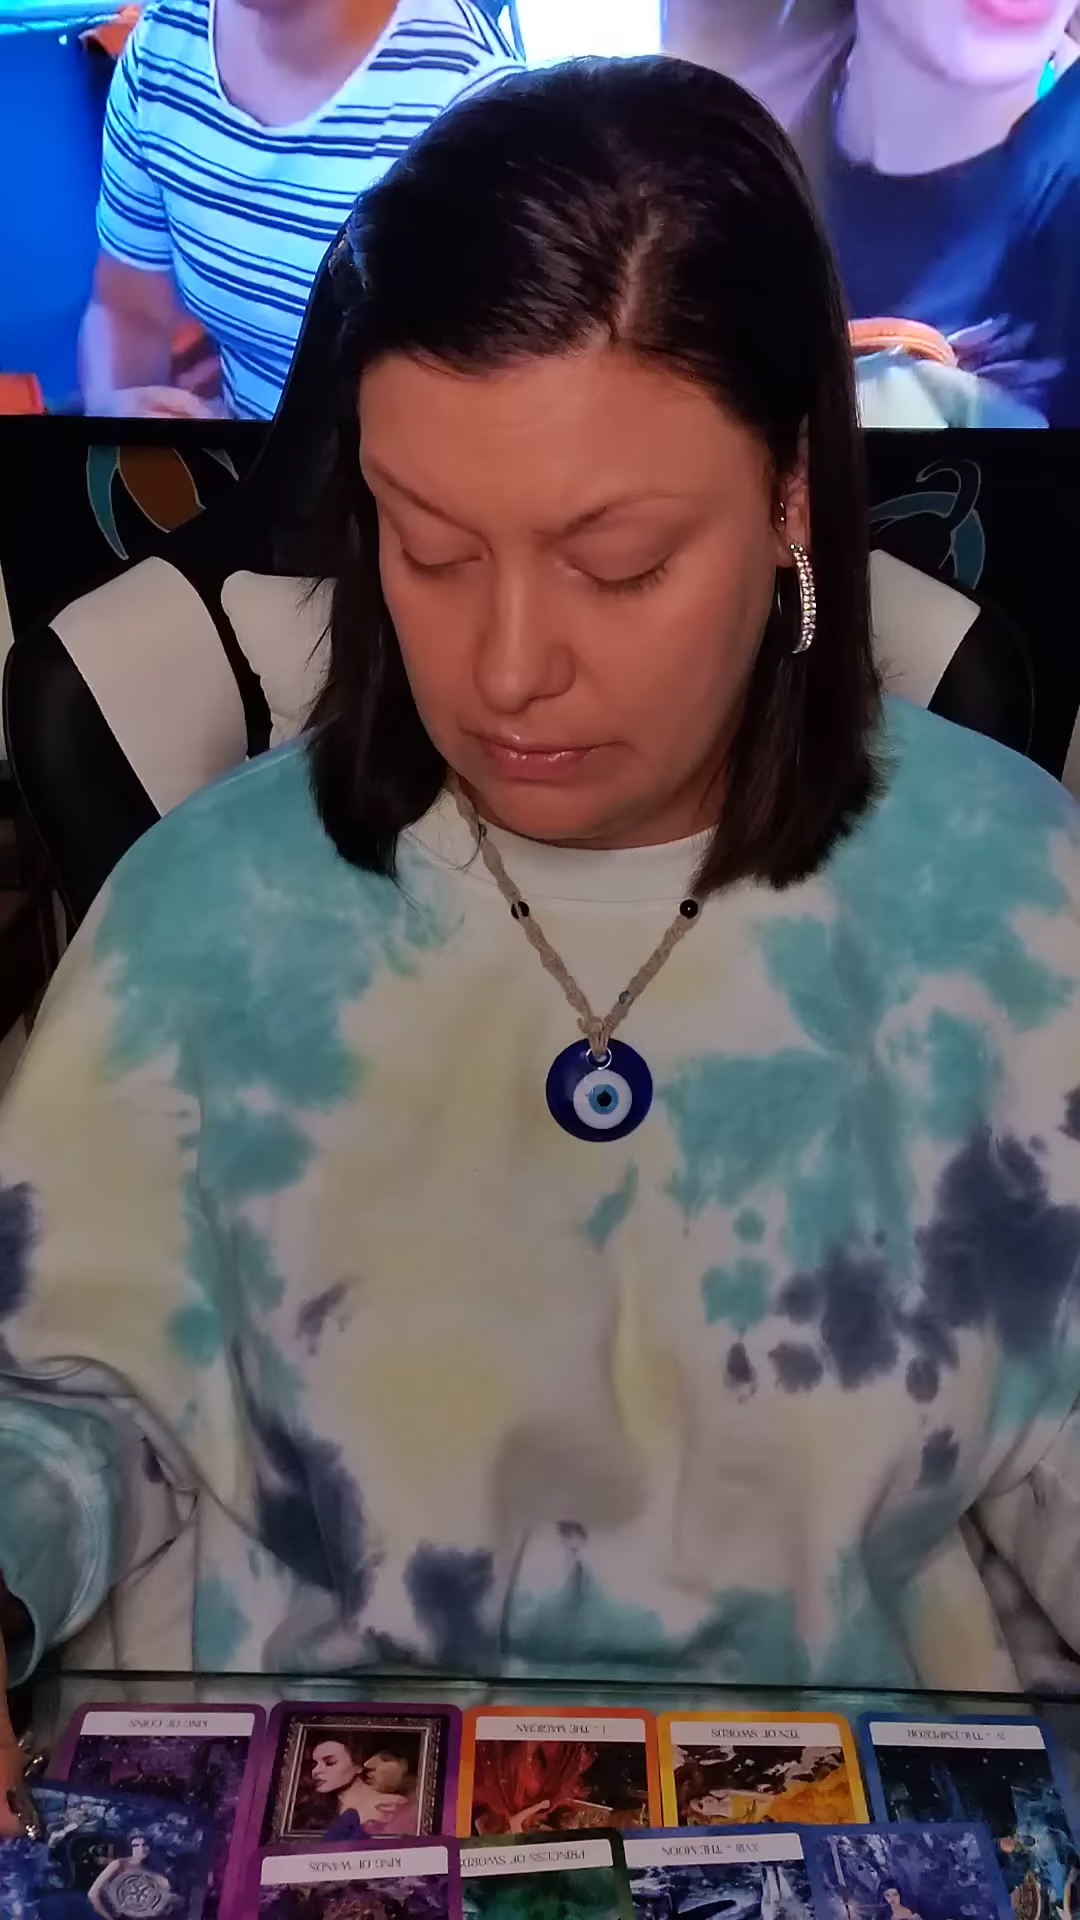 KING OF COINS
I - THE MAGICIAN
TEN OF SWORDS
IV - THE EMPEROR
KING OF WANDS
PRINCESS OF SWORDS
XVIII - THE MOON